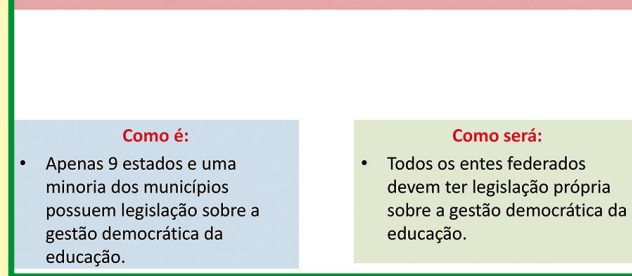 Como é:
• Apenas 9 estados e uma
minoria dos municípios
possuem legislação sobre a
gestão democrática da
educação.
Como será:
• Todos os entes federados
devem ter legislação própria
sobre a gestão democrática da
educação.